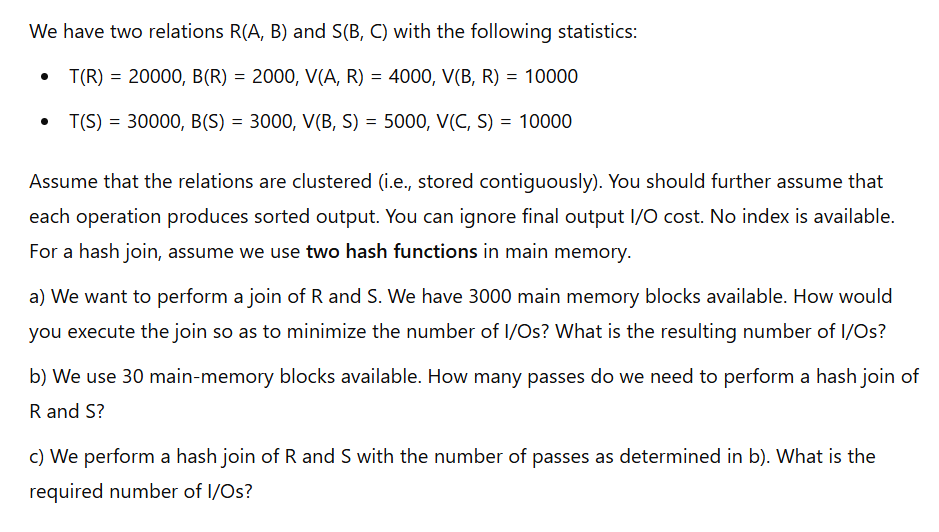 We have two relations R(A, B) and S(B, C) with the following statistics:
• T(R) = 20000, B(R) = 2000, V(A, R) = 4000, V(B, R) = 10000
• T(S) = 30000, B(S) = 3000, V(B, S) = 5000, V(C, S) = 10000
Assume that the relations are clustered (i.e., stored contiguously). You should further assume that
each operation produces sorted output. You can ignore final output I/O cost. No index is available.
For a hash join, assume we use two hash functions in main memory.
a) We want to perform a join of R and S. We have 3000 main memory blocks available. How would
you execute the join so as to minimize the number of I/Os? What is the resulting number of I/Os?
b) We use 30 main-memory blocks available. How many passes do we need to perform a hash join of
R and S?
c) We perform a hash join of R and S with the number of passes as determined in b). What is the
required number of I/Os?